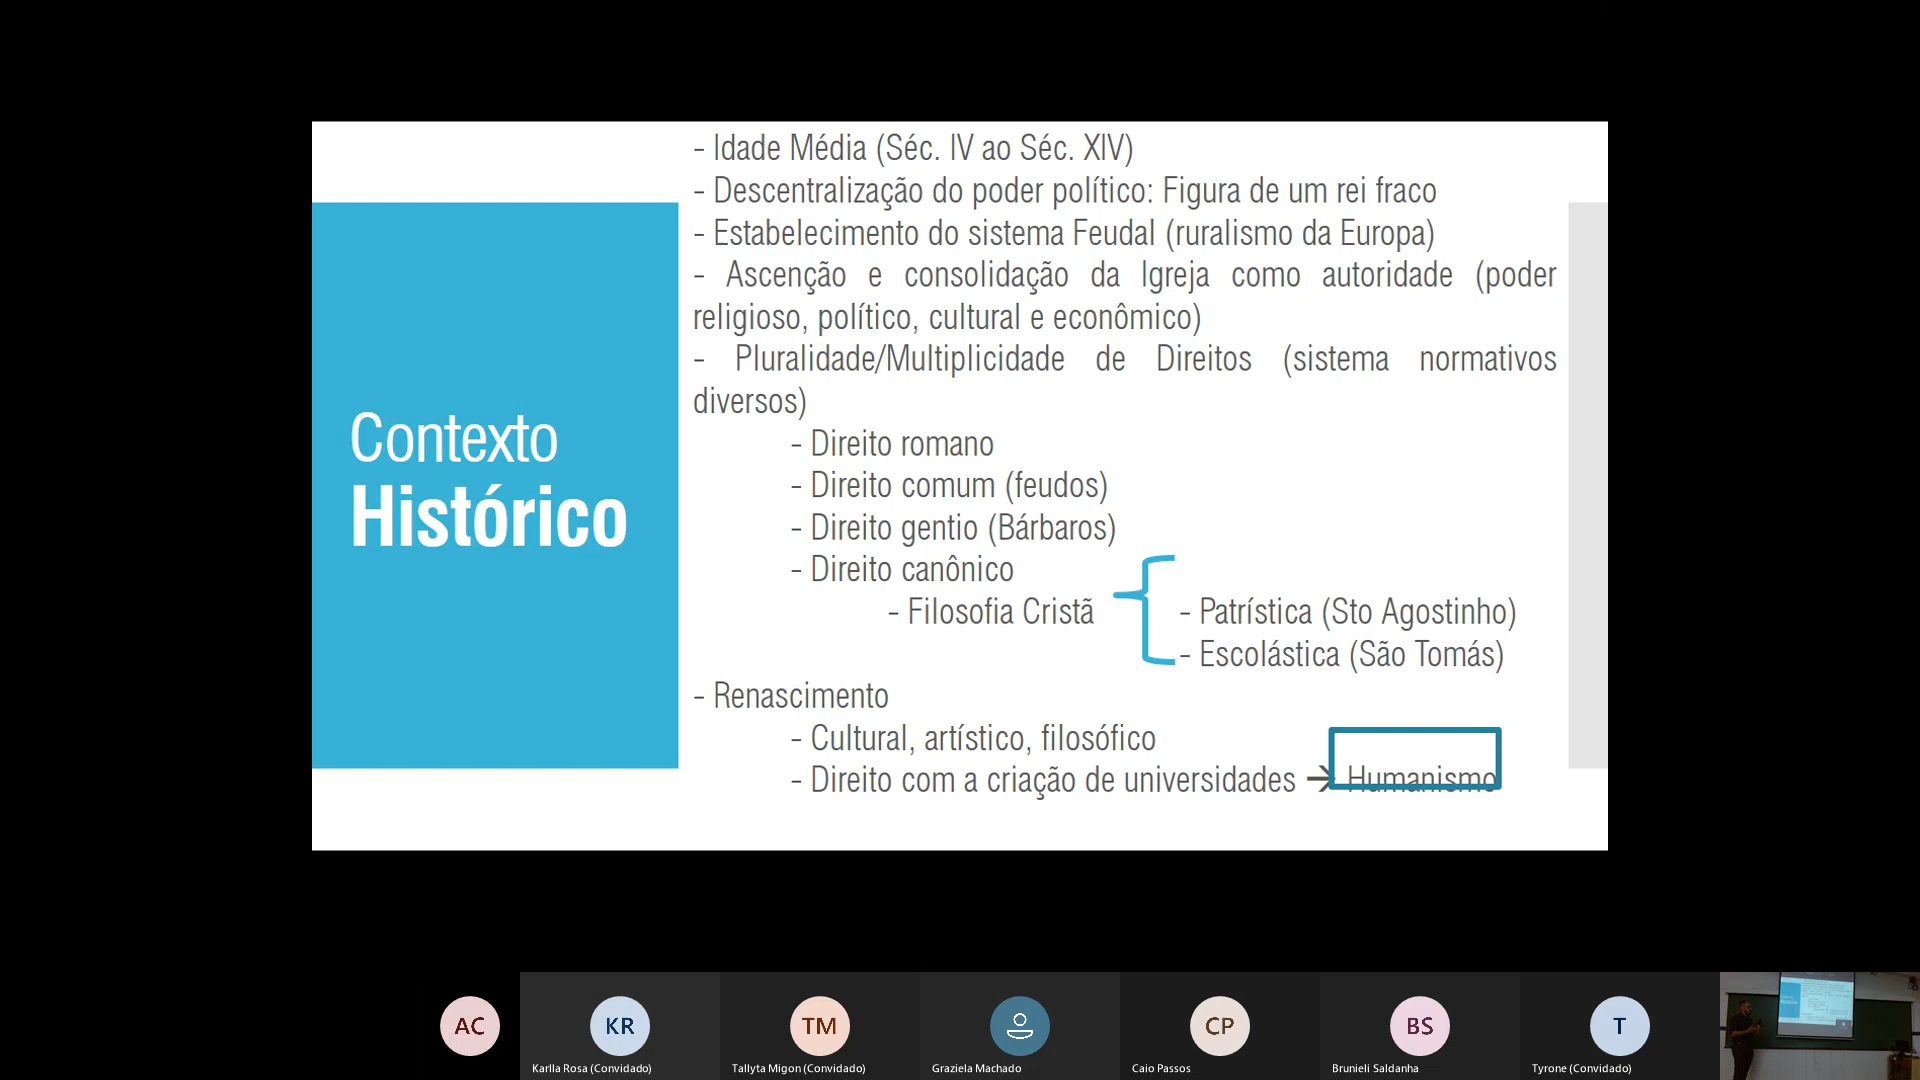 - Idade Média (Séc. IV ao Séc. XIV)
- Descentralização do poder político: Figura de um rei fraco
- Estabelecimento do sistema Feudal (ruralismo da Europa)
- Ascenção e consolidação da Igreja como autoridade (poder
religioso, político, cultural e econômico)
- Pluralidade/Multiplicidade de Direitos (sistema normativos
diversos)
Contexto
Histórico
- Direito romano
- Direito comum (feudos)
- Direito gentio (Bárbaros)
- Direito canônico
- Filosofia Cristã
- Patrística (Sto Agostinho)
- Escolástica (São Tomás)
- Renascimento
- Cultural, artístico, filosófico
- Direito com a criação de universidades → Humanismo
AC
KR
TM
CP
BS
T
Karlla Rosa (Convidado)
Tallyta Migon (Convidado)
Graziela Machado
Caio Passos
Brunieli Saldanha
Tyrone (Convidado)